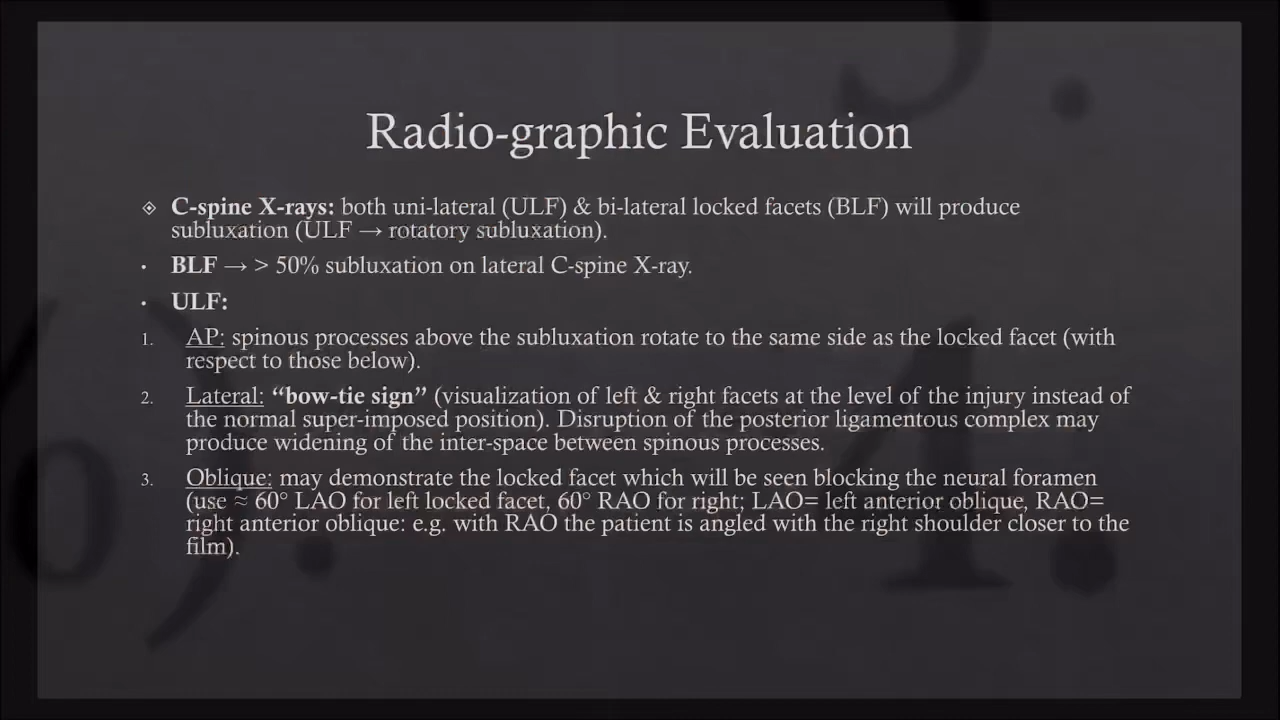 Radio-graphic Evaluation
C-spine X-rays: both uni-lateral (ULF) & bi-lateral locked facets (BLF) will produce
subluxation (ULF → rotatory subluxation).
• BLF → > 50% subluxation on lateral C-spine X-ray.
• ULF:
1. AP: spinous processes above the subluxation rotate to the same side as the locked facet (with
respect to those below).
2. Lateral: “bow-tie sign” (visualization of left & right facets at the level of the injury instead of
the normal super-imposed position). Disruption of the posterior ligamentous complex may
produce widening of the inter-space between spinous processes.
3. Oblique: may demonstrate the locked facet which will be seen blocking the neural foramen
(use ≈ 60° LAO for left locked facet, 60° RAO for right; LAO= left anterior oblique, RAO=
right anterior oblique: e.g. with RAO the patient is angled with the right shoulder closer to the
film).